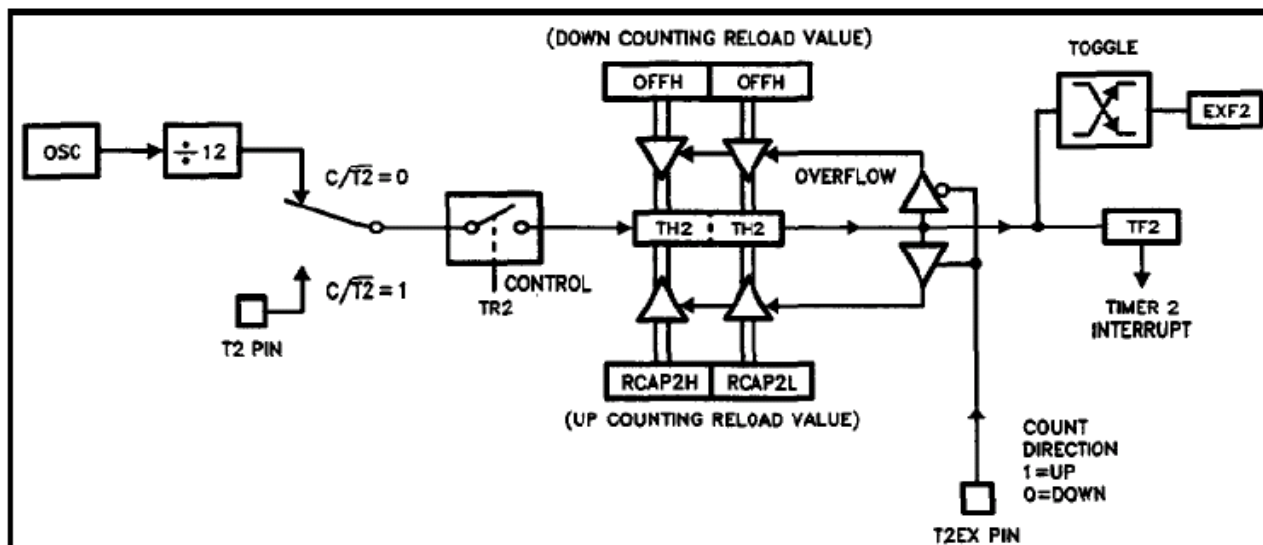 (DOWN COUNTING RELOAD VALUE)
OFFH OFFH
TOGGLE
EXF2
OSC
÷12
C/T2̅=0
OVERFLOW
TH2 TH2
TF2
CONTROL
TR2
C/T2̅=1
T2 PIN
TIMER 2
INTERRUPT
RCAP2H RCAP2L
(UP COUNTING RELOAD VALUE)
COUNT
DIRECTION
1=UP
0=DOWN
T2EX PIN